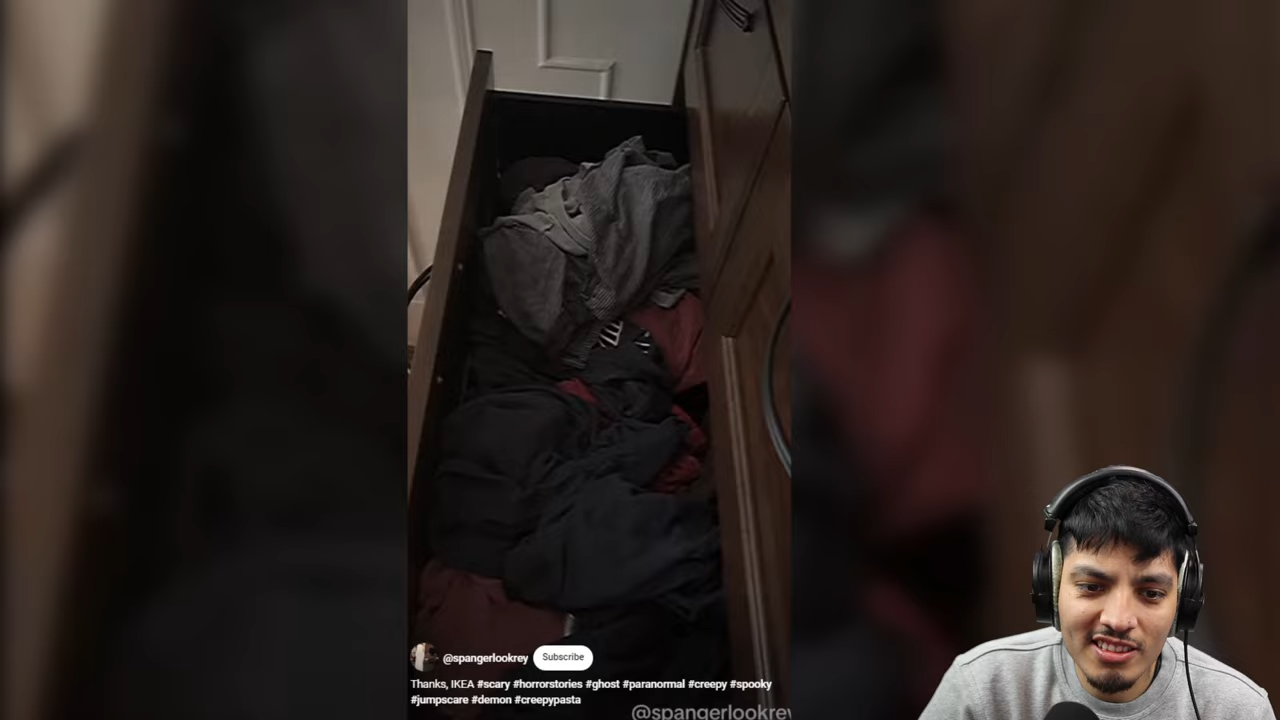 @spangerlookrey
Subscribe
Thanks, IKEA #scary #horrorstories #ghost #paranormal #creepy #spooky
#jumpscare #demon #creepypasta
@spangerlookrey